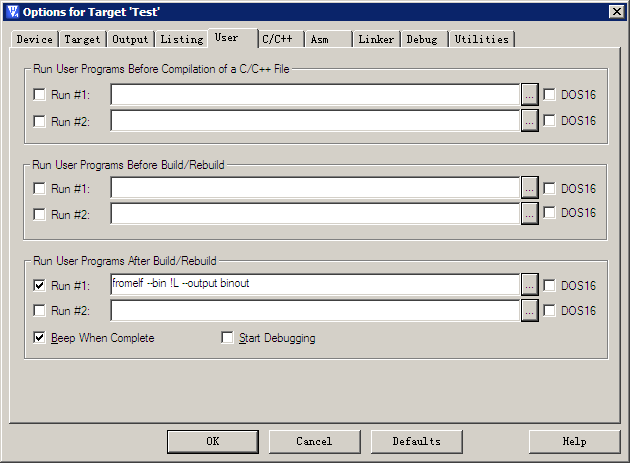 Options for Target 'Test'
Device Target Output Listing User C/C++ Asm Linker Debug Utilities
Run User Programs Before Compilation of a C/C++ File
Run #1: ... DOS16
Run #2: ... DOS16
Run User Programs Before Build/Rebuild
Run #1: ... DOS16
Run #2: ... DOS16
Run User Programs After Build/Rebuild
Run #1: fromelf --bin !L --output binout ... DOS16
Run #2: ... DOS16
Beep When Complete Start Debugging
OK Cancel Defaults Help